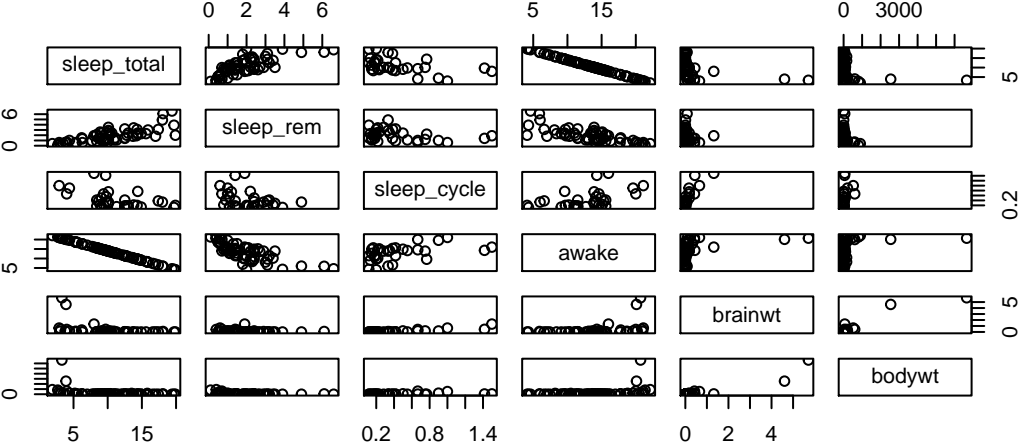 0 2 4 6
5 15
0 3000
sleep_total
5
0 6
sleep_rem
sleep_cycle
0.2
5
awake
brainwt
0 5
0
bodywt
5 15
0.2 0.8 1.4
0 2 4